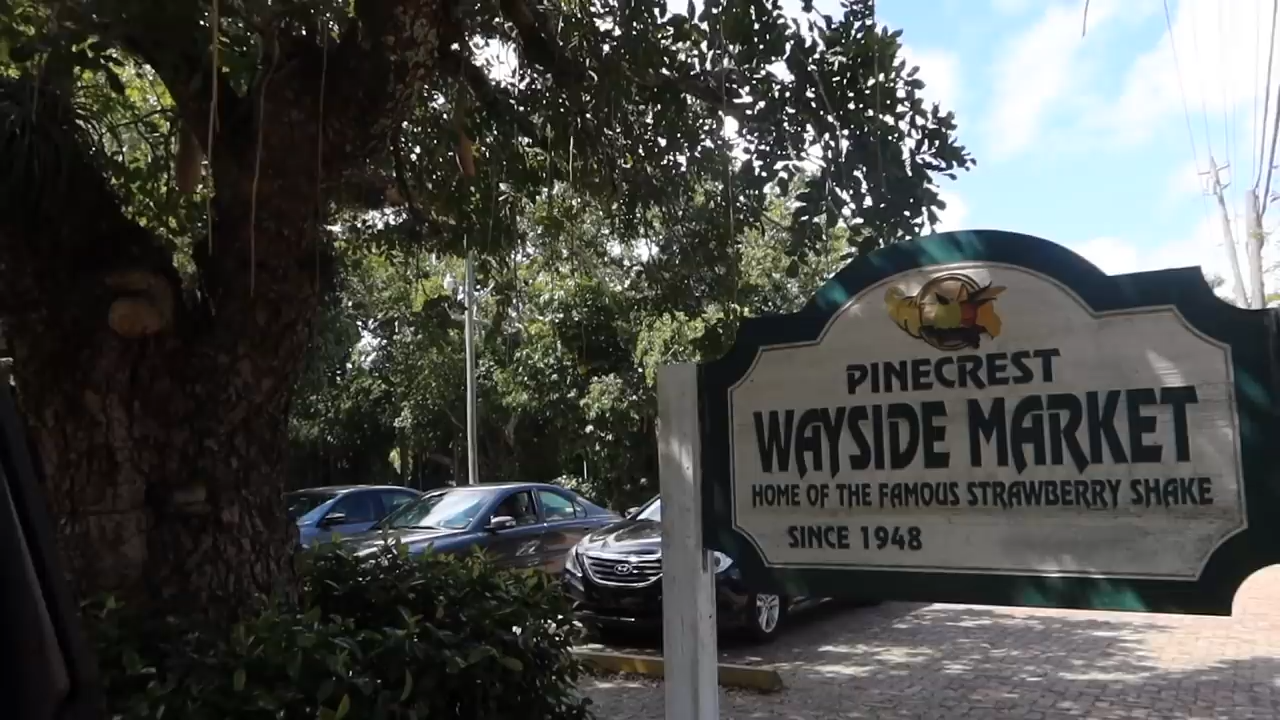 PINECREST
WAYSIDE MARKET
HOME OF THE FAMOUS STRAWBERRY SHAKE
SINCE 1948